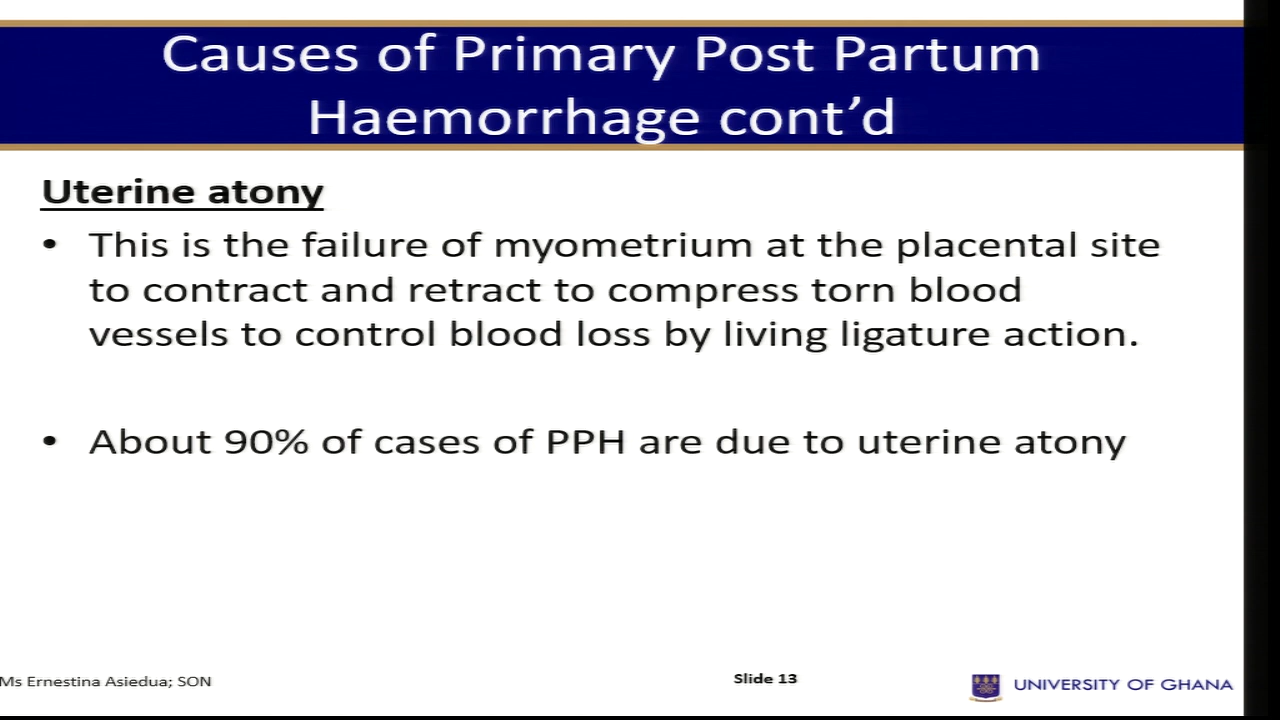 Causes of Primary Post Partum
Haemorrhage cont’d
Uterine atony
• This is the failure of myometrium at the placental site
to contract and retract to compress torn blood
vessels to control blood loss by living ligature action.
• About 90% of cases of PPH are due to uterine atony
Ms Ernestina Asiedua; SON
Slide 13
UNIVERSITY OF GHANA